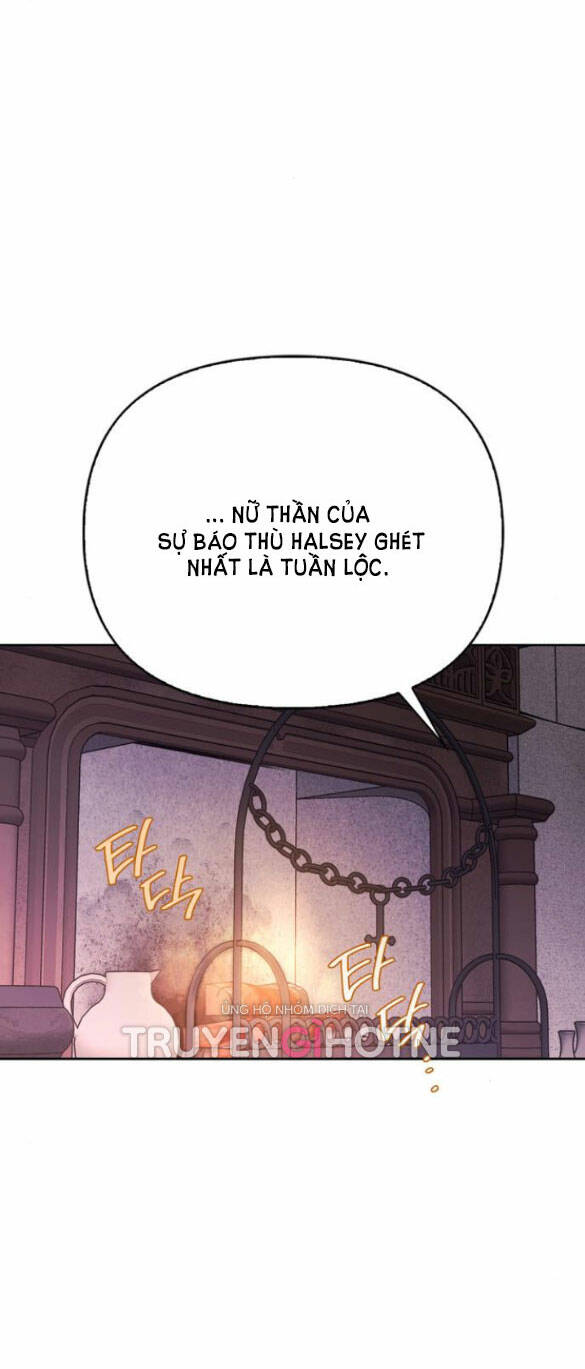 ... NỮ THẦN CỦA
SỰ BÁO THÙ HALSEY GHÉT
NHẤT LÀ TUẦN LỘC.
타
닥
타
닥
ỦNG HỘ NHÓM DỊCH TẠI
TRUYENGIHOTNE